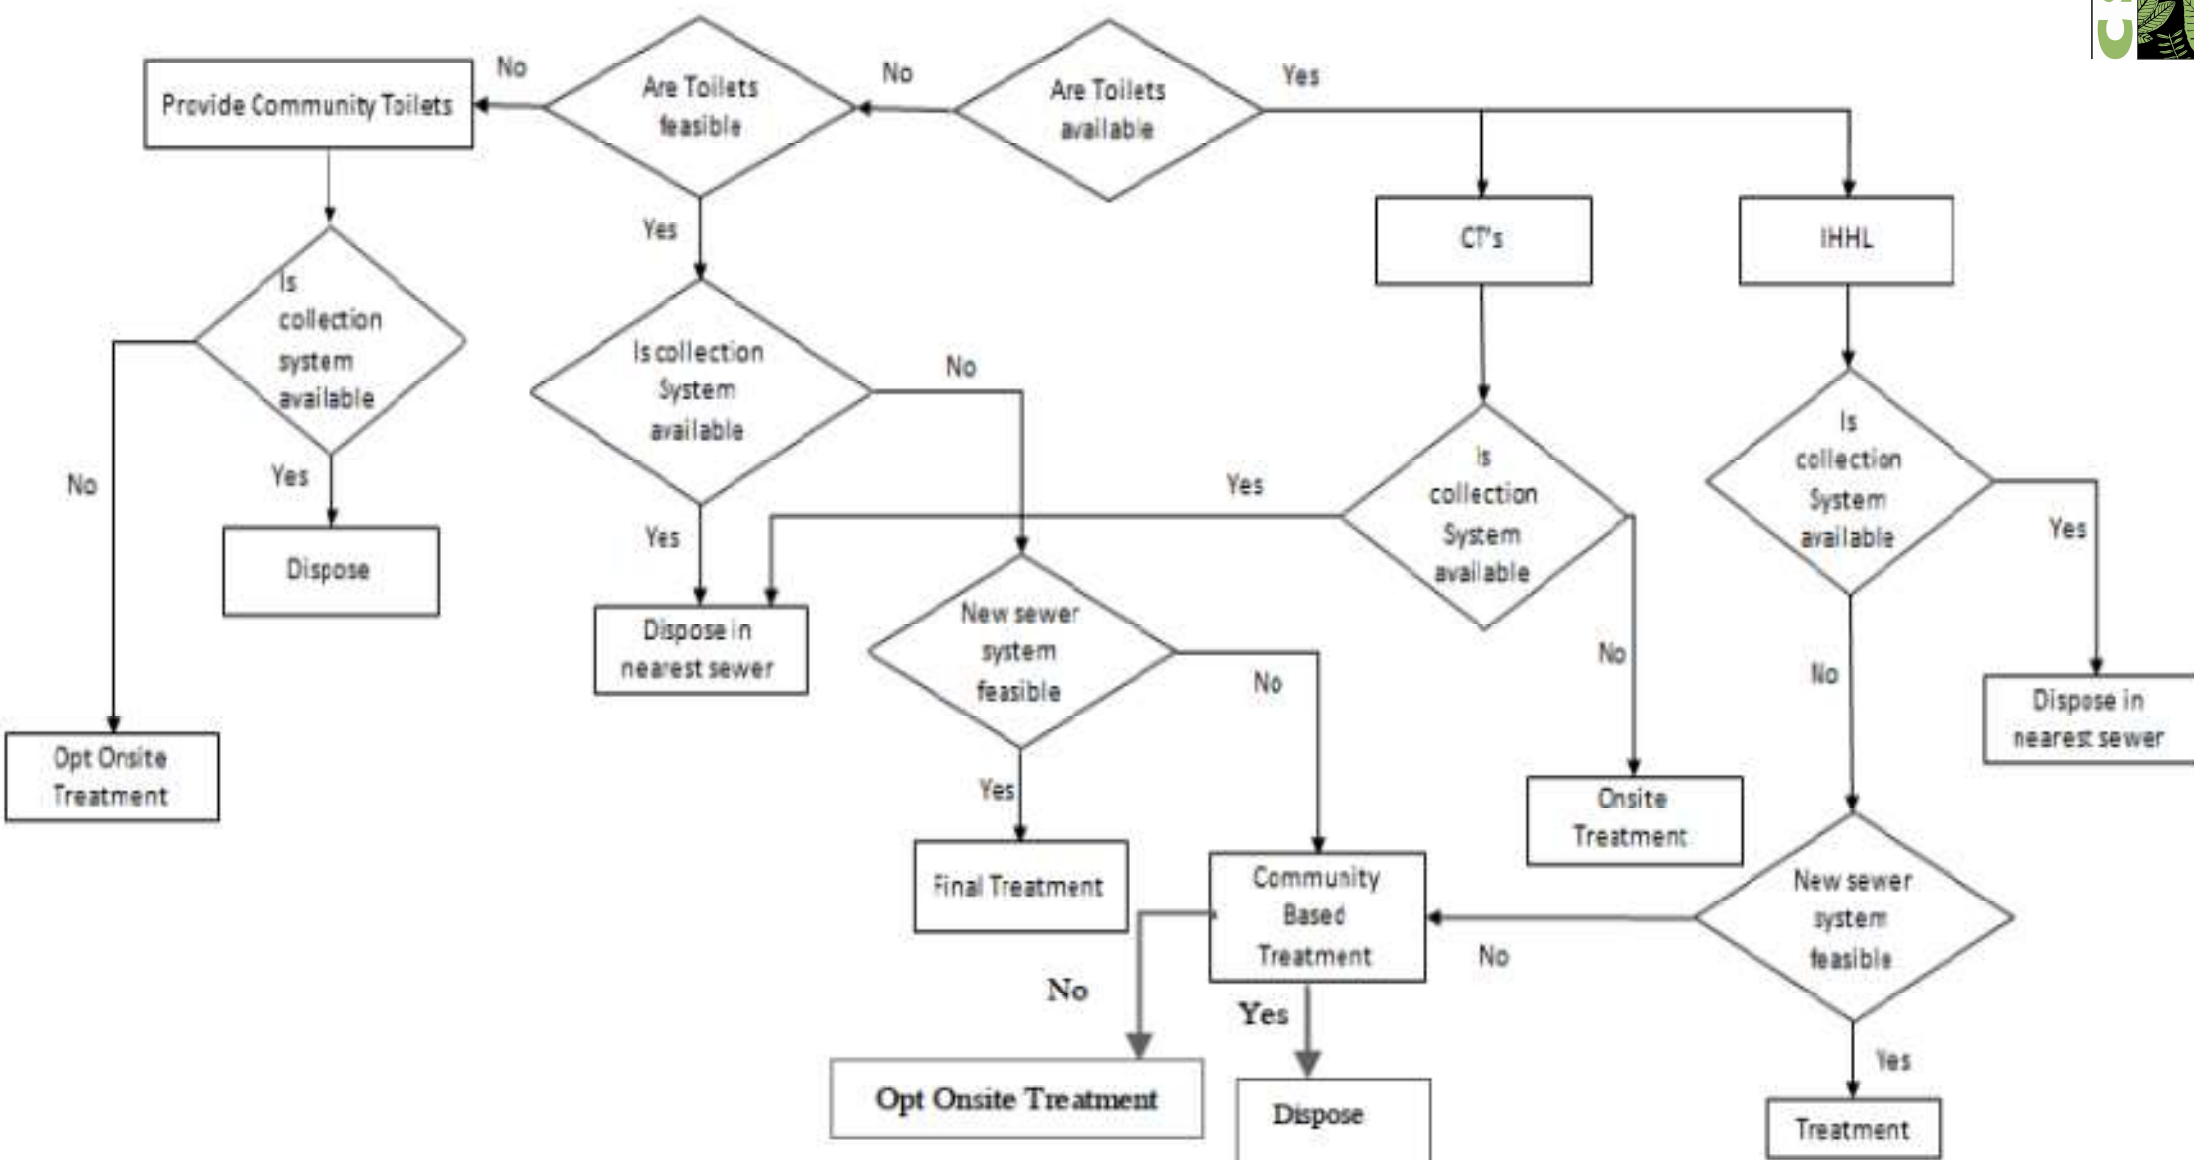 No
No
Yes
Provide Community Toilets
Are Toilets
feasible
Are Toilets
available
Yes
CT's
IHHL
Is
collection
system
available
Is collection
System
available
No
Is
collection
System
available
Is
collection
System
available
No
Yes
Yes
Yes
Yes
Dispose
Dispose in
nearest sewer
New sewer
system
feasible
No
No
No
Dispose in
nearest sewer
Opt Onsite
Treatment
Yes
Onsite
Treatment
Final Treatment
Community
Based
Treatment
New sewer
system
feasible
No
No
Yes
Yes
Opt Onsite Treatment
Dispose
Treatment